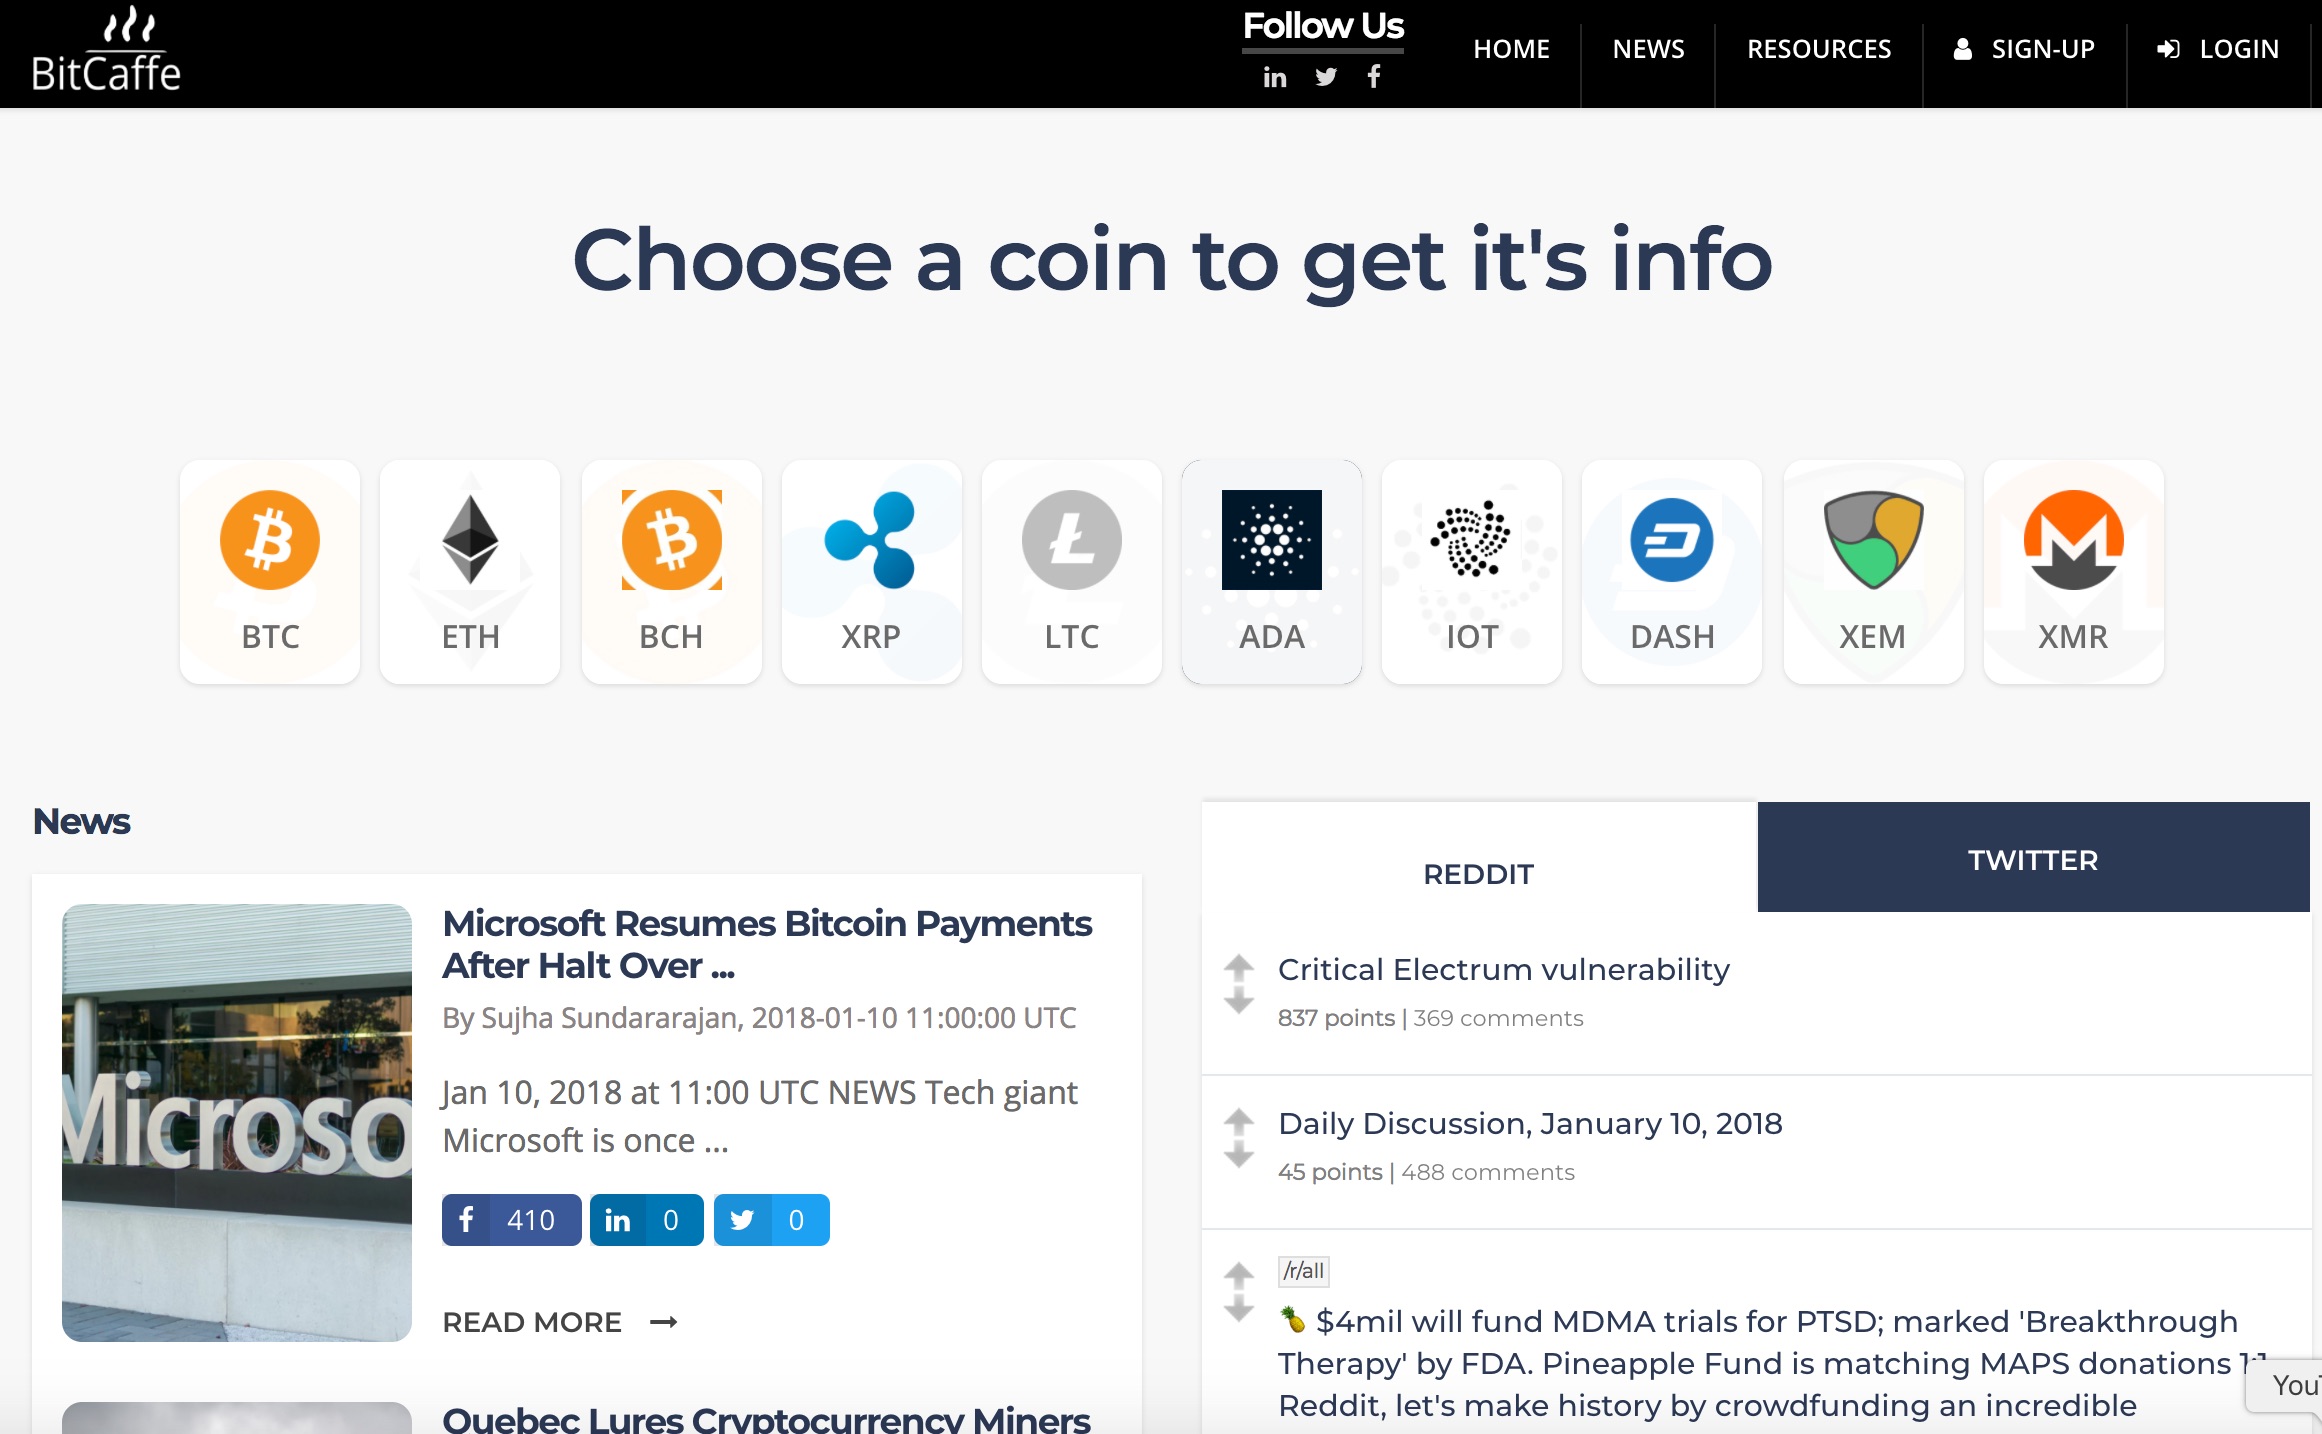 BitCaffe
Follow Us
HOME
NEWS
RESOURCES
SIGN-UP
LOGIN
Choose a coin to get it's info
BTC
ETH
BCH
XRP
LTC
ADA
IOT
DASH
XEM
XMR
News
Microsoft Resumes Bitcoin Payments
After Halt Over ...
By Sujha Sundararajan, 2018-01-10 11:00:00 UTC
Jan 10, 2018 at 11:00 UTC NEWS Tech giant
Microsoft is once ...
410
0
0
READ MORE
Quebec Lures Cryptocurrency Miners
Microso
REDDIT
TWITTER
Critical Electrum vulnerability
837 points | 369 comments
Daily Discussion, January 10, 2018
45 points | 488 comments
/r/all
🍍 $4mil will fund MDMA trials for PTSD; marked 'Breakthrough
Therapy' by FDA. Pineapple Fund is matching MAPS donations 1:1.
Reddit, let's make history by crowdfunding an incredible